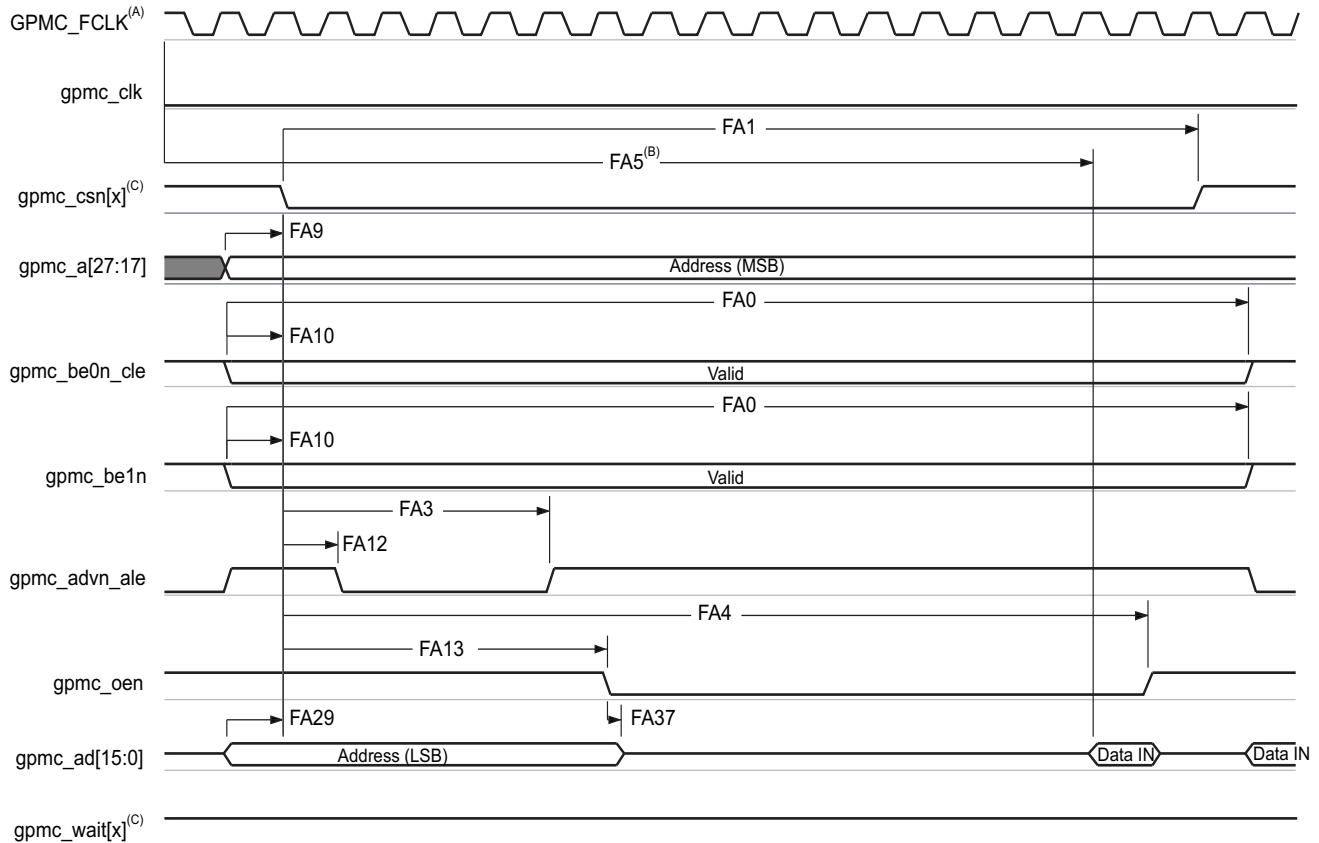 GPMC_FCLK(A)
gpmc_clk
FA1
FA5(B)
gpmc_csn[x](C)
FA9
gpmc_a[27:17]
Address (MSB)
FA0
FA10
gpmc_be0n_cle
Valid
FA0
FA10
gpmc_be1n
Valid
FA3
FA12
gpmc_advn_ale
FA4
FA13
gpmc_oen
FA29
FA37
gpmc_ad[15:0]
Address (LSB)
Data IN
Data IN
gpmc_wait[x](C)